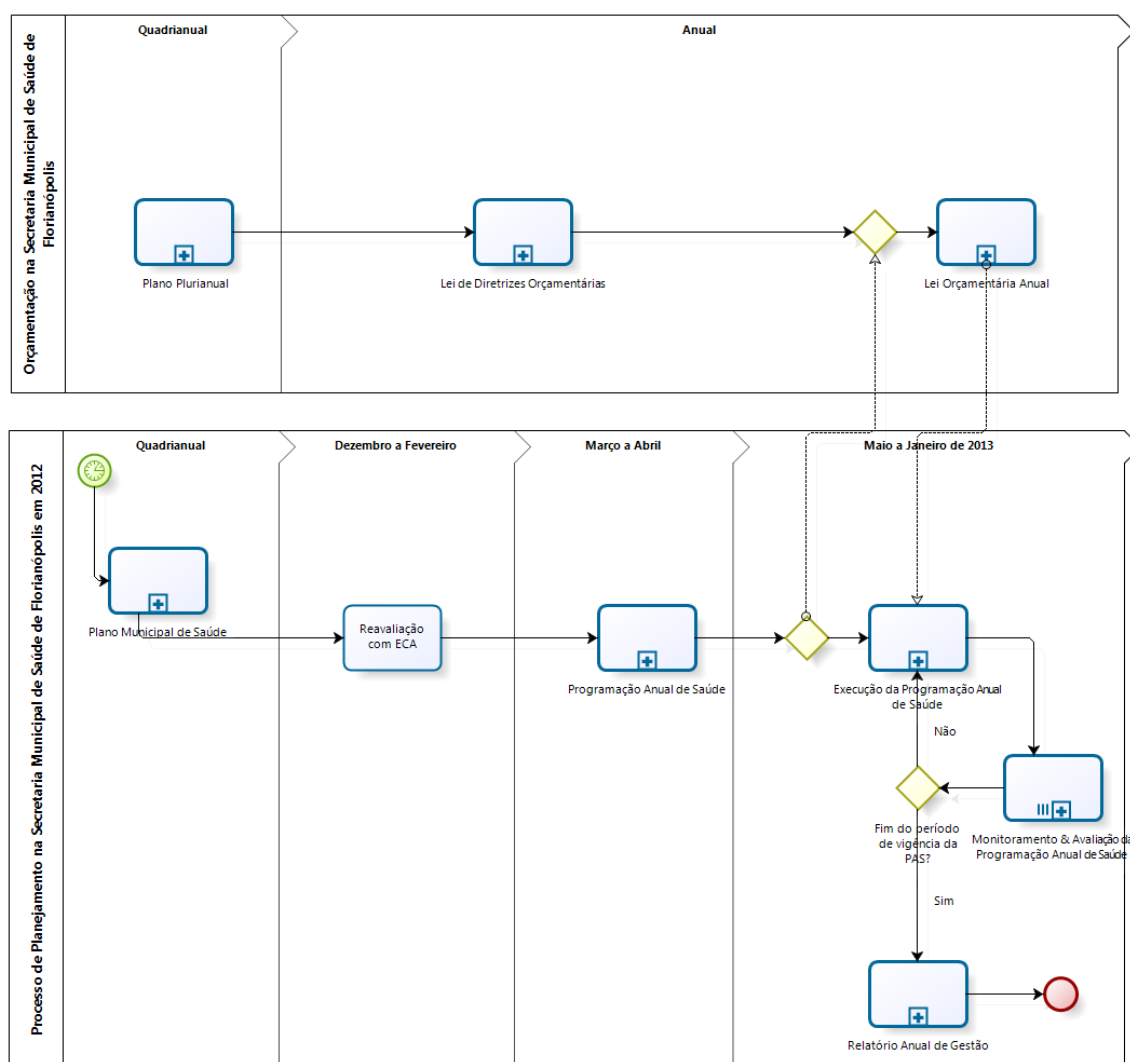 Orçamentação na Secretaria Municipal de Saúde de
Florianópolis
Quadrianual
Anual
Plano Plurianual
Lei de Diretrizes Orçamentárias
Lei Orçamentária Anual
Processo de Planejamento na Secretaria Municipal de Saúde de Florianópolis em 2012
Quadrianual
Dezembro a Fevereiro
Março a Abril
Maio a Janeiro de 2013
Plano Municipal de Saúde
Reavaliação
com ECA
Programação Anual de Saúde
Execução da Programação Anual
de Saúde
Não
Fim do período
de vigência da
PAS?
Monitoramento & Avaliação da
Programação Anual de Saúde
Sim
Relatório Anual de Gestão